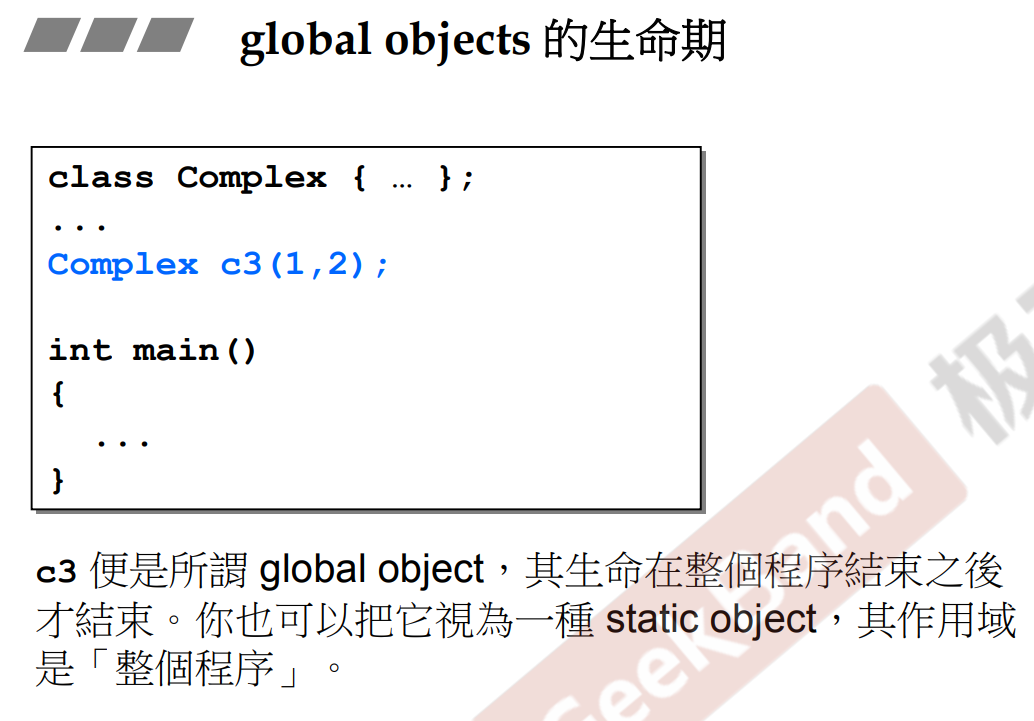 global objects 的生命期
class Complex { … };
...
Complex c3(1,2);
int main()
{
...
}
c3 便是所謂 global object，其生命在整個程序結束之後
才結束。你也可以把它視為一種 static object，其作用域
是「整個程序」。
GeekBand
极